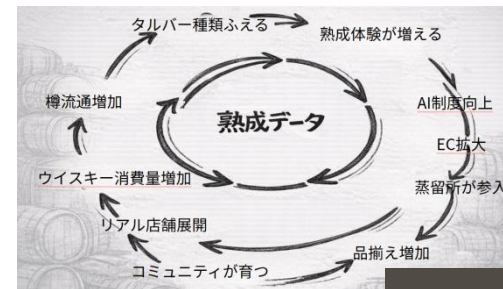 タルバー種類ふえる
熟成体験が増える
樽流通増加
AI制度向上
熟成データ
EC拡大
ウイスキー消費量増加
蒸留所が参入
リアル店舗展開
品揃え増加
コミュニティが育つ